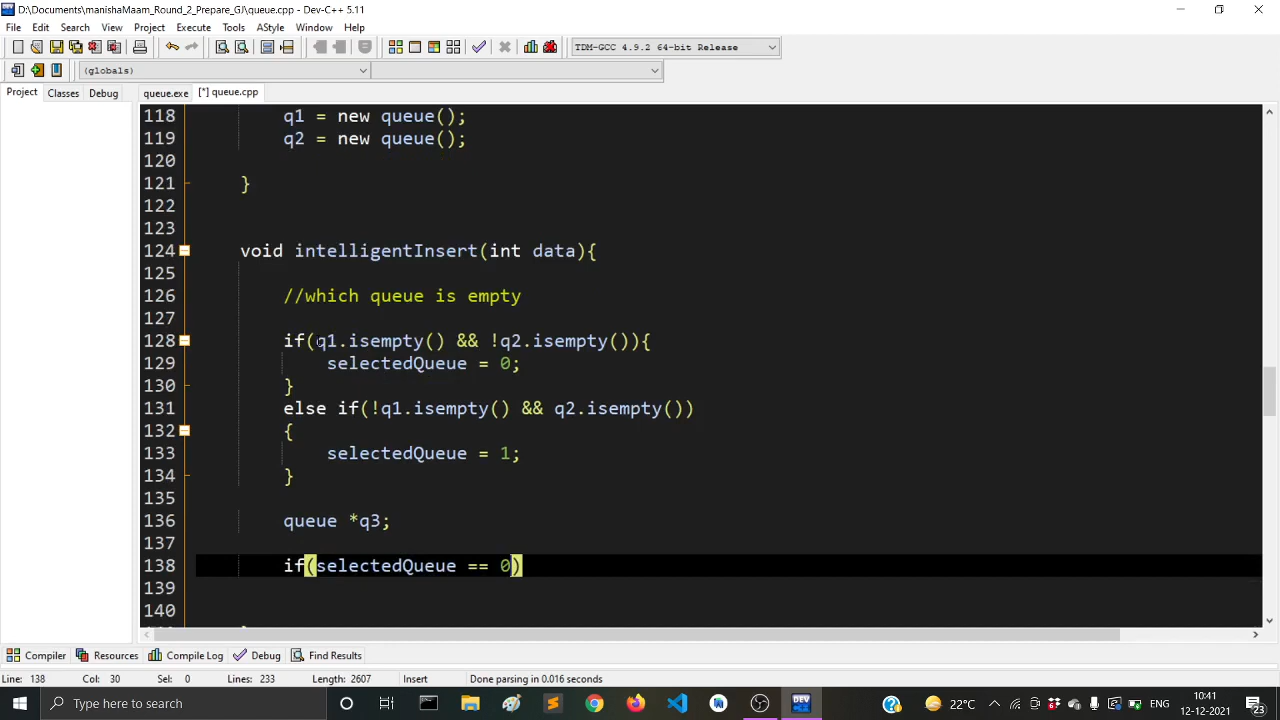 D:\Documents\manishaMaam_Round_2_Prepare_GJ\queue.cpp - Dev-C++ 5.11
File Edit Search View Project Execute Tools AStyle Window Help
TDM-GCC 4.9.2 64-bit Release
(globals)
Project Classes Debug queue.exe [*] queue.cpp
118 q1 = new queue();
119 q2 = new queue();
120
121 }
122
123
124 void intelligentInsert(int data){
125
126 //which queue is empty
127
128 if(q1.isempty() && !q2.isempty()){
129 selectedQueue = 0;
130 }
131 else if(!q1.isempty() && q2.isempty())
132 {
133 selectedQueue = 1;
134 }
135
136 queue *q3;
137
138 if(selectedQueue == 0)
139
140
Compiler Resources Compile Log Debug Find Results
Line: 138 Col: 30 Sel: 0 Lines: 233 Length: 2607 Insert Done parsing in 0.016 seconds
Type here to search
22°C ENG 10:41
12-12-2021
23